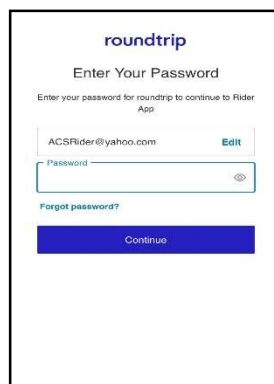 roundtrip
Enter Your Password
Enter your password for roundtrip to continue to Rider
App
ACSRider@yahoo.com Edit
Password
Forgot password?
Continue